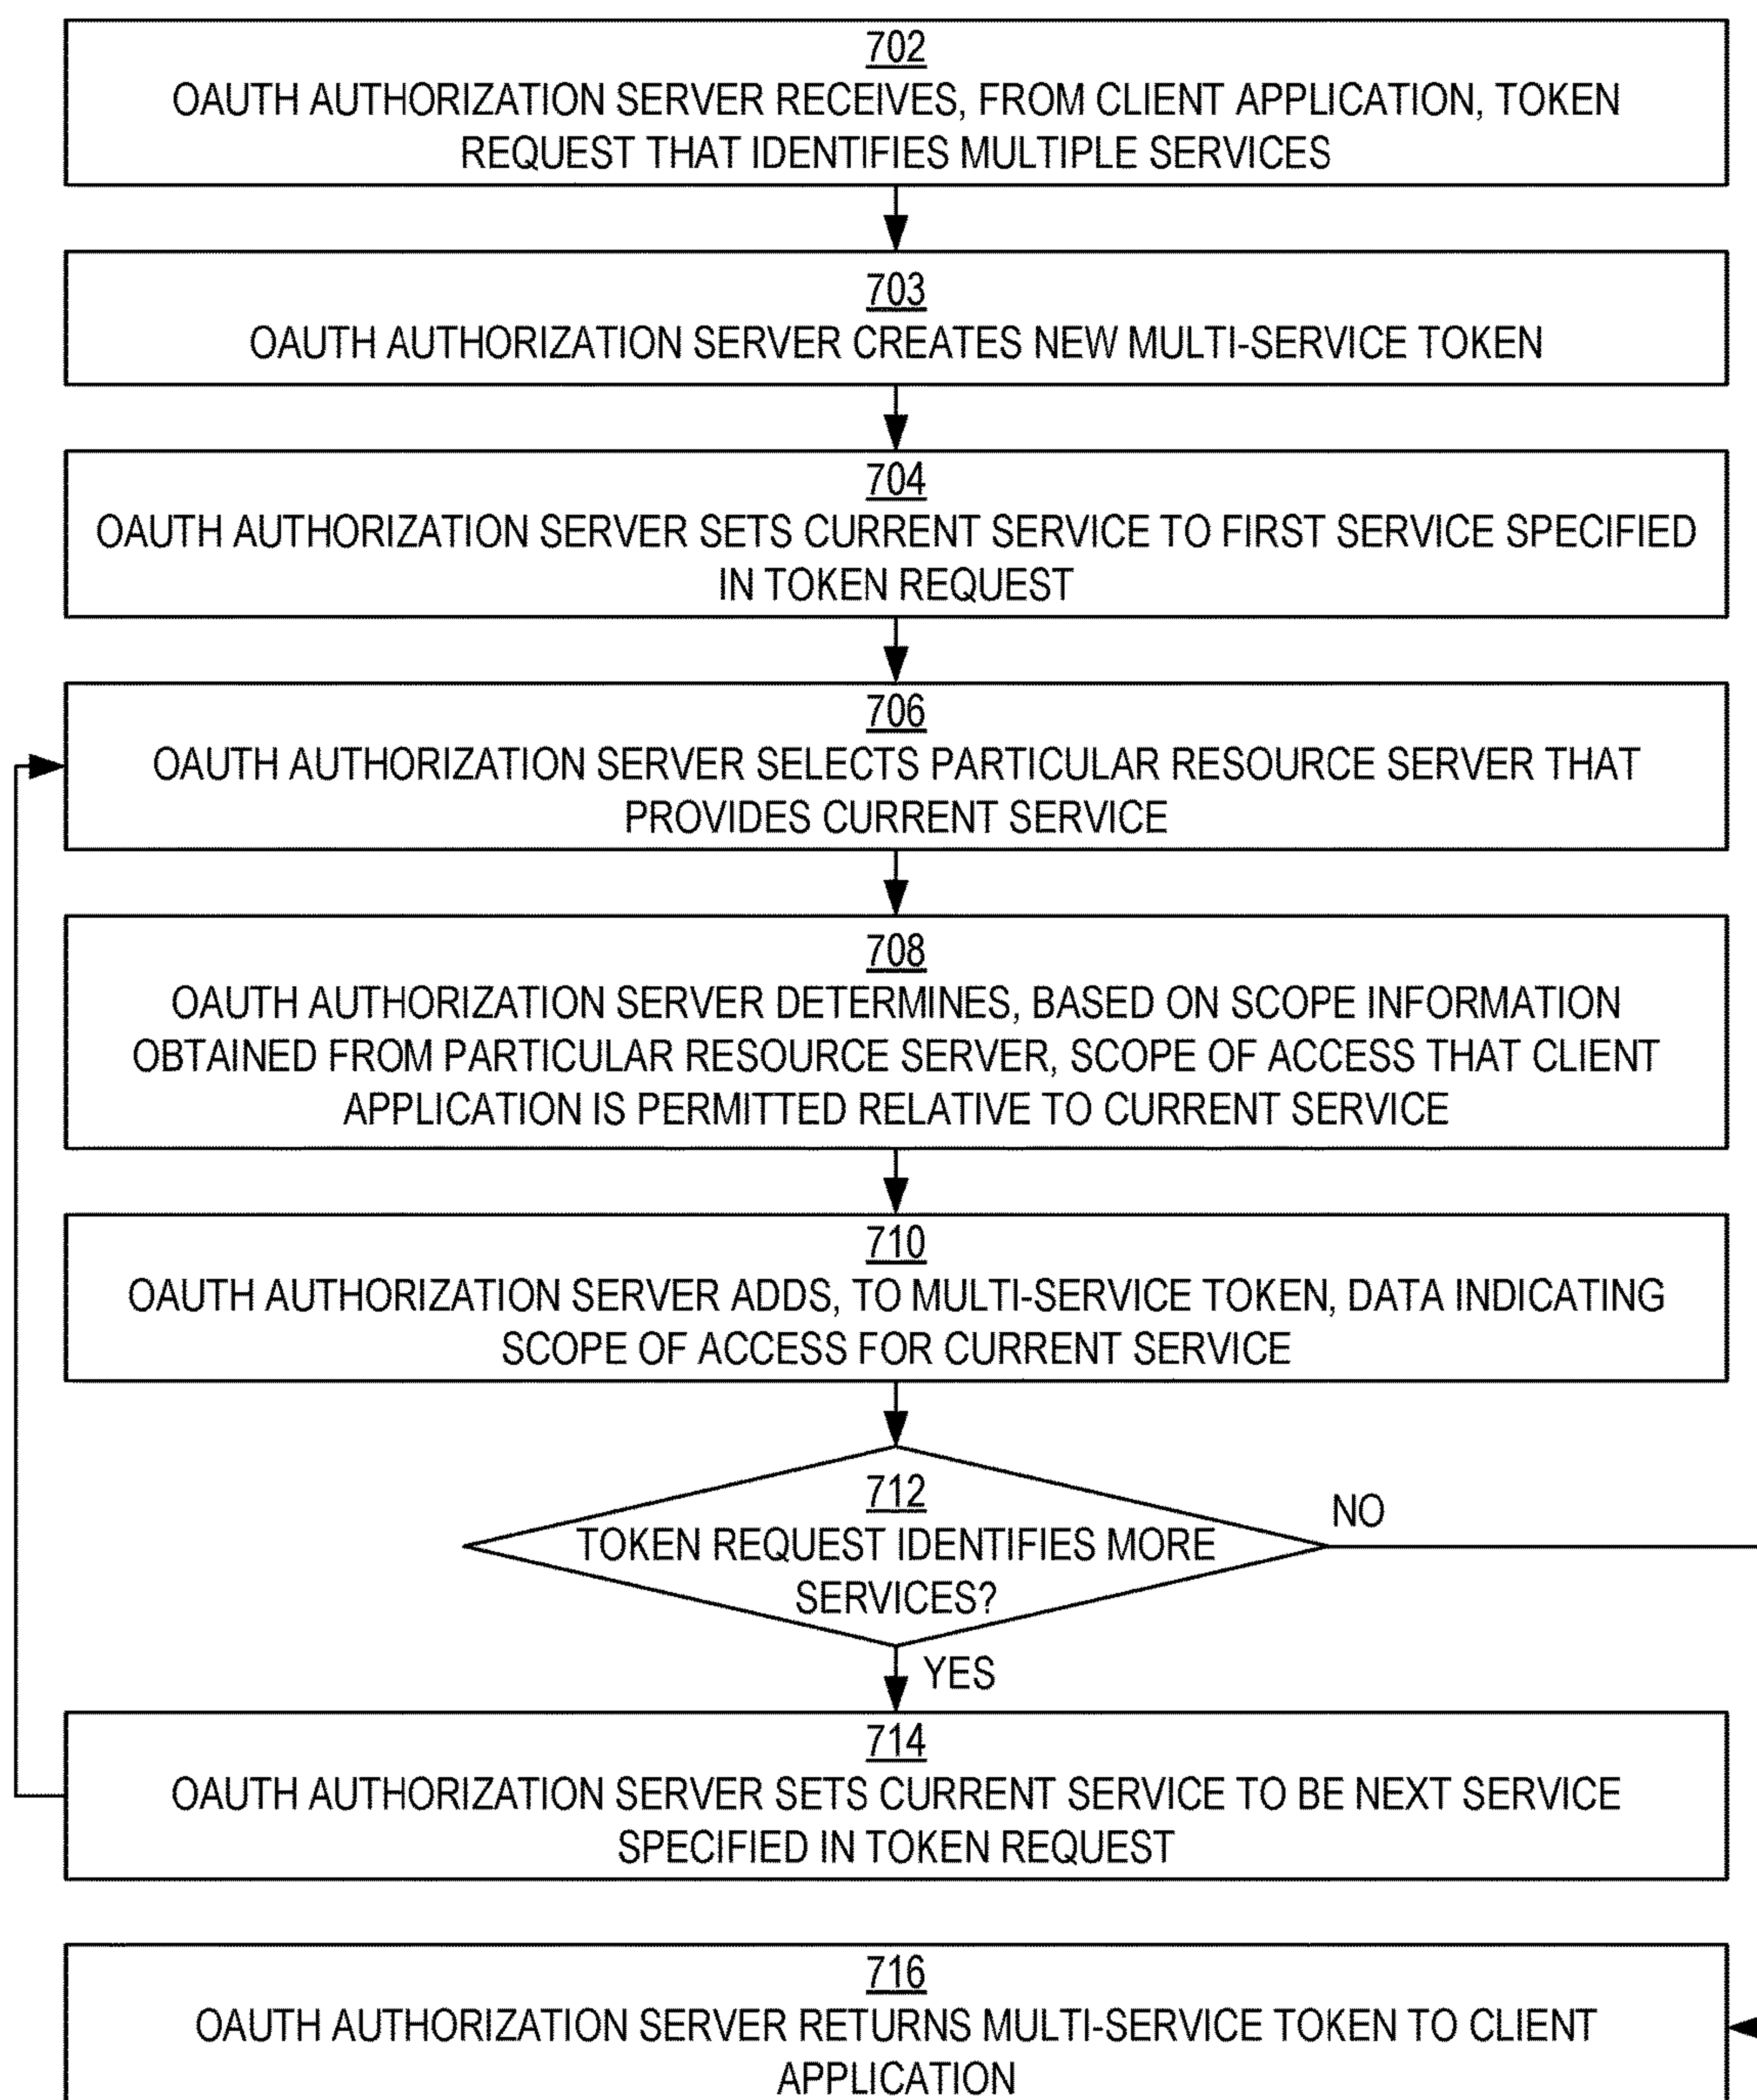 702
OAUTH AUTHORIZATION SERVER RECEIVES, FROM CLIENT APPLICATION, TOKEN
REQUEST THAT IDENTIFIES MULTIPLE SERVICES
703
OAUTH AUTHORIZATION SERVER CREATES NEW MULTI-SERVICE TOKEN
704
OAUTH AUTHORIZATION SERVER SETS CURRENT SERVICE TO FIRST SERVICE SPECIFIED
IN TOKEN REQUEST
706
OAUTH AUTHORIZATION SERVER SELECTS PARTICULAR RESOURCE SERVER THAT
PROVIDES CURRENT SERVICE
708
OAUTH AUTHORIZATION SERVER DETERMINES, BASED ON SCOPE INFORMATION
OBTAINED FROM PARTICULAR RESOURCE SERVER, SCOPE OF ACCESS THAT CLIENT
APPLICATION IS PERMITTED RELATIVE TO CURRENT SERVICE
710
OAUTH AUTHORIZATION SERVER ADDS, TO MULTI-SERVICE TOKEN, DATA INDICATING
SCOPE OF ACCESS FOR CURRENT SERVICE
712
TOKEN REQUEST IDENTIFIES MORE
SERVICES?
NO
YES
714
OAUTH AUTHORIZATION SERVER SETS CURRENT SERVICE TO BE NEXT SERVICE
SPECIFIED IN TOKEN REQUEST
716
OAUTH AUTHORIZATION SERVER RETURNS MULTI-SERVICE TOKEN TO CLIENT
APPLICATION